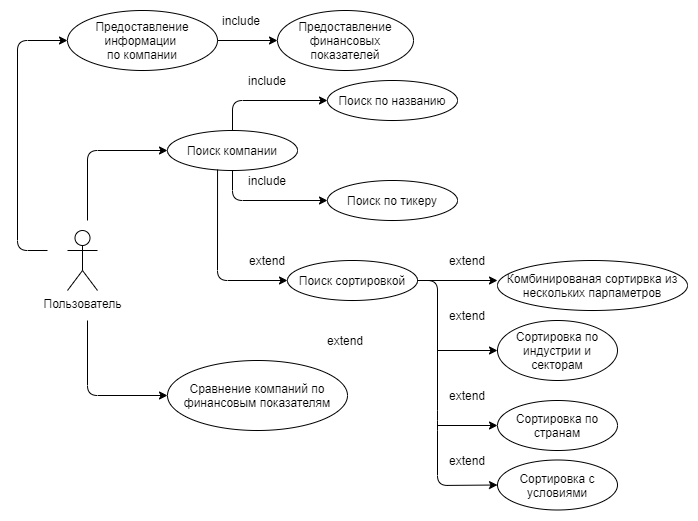 Предоставление
информации
по компании
include
Предоставление
финансовых
показателей
include
Поиск по названию
Поиск компании
include
Поиск по тикеру
Пользователь
extend
Поиск сортировкой
extend
Комбинированая сортирвка из
нескольких парпаметров
extend
Сортировка по
индустрии и
секторам
extend
Сравнение компаний по
финансовым показателям
extend
Сортировка по
странам
extend
Сортировка с
условиями